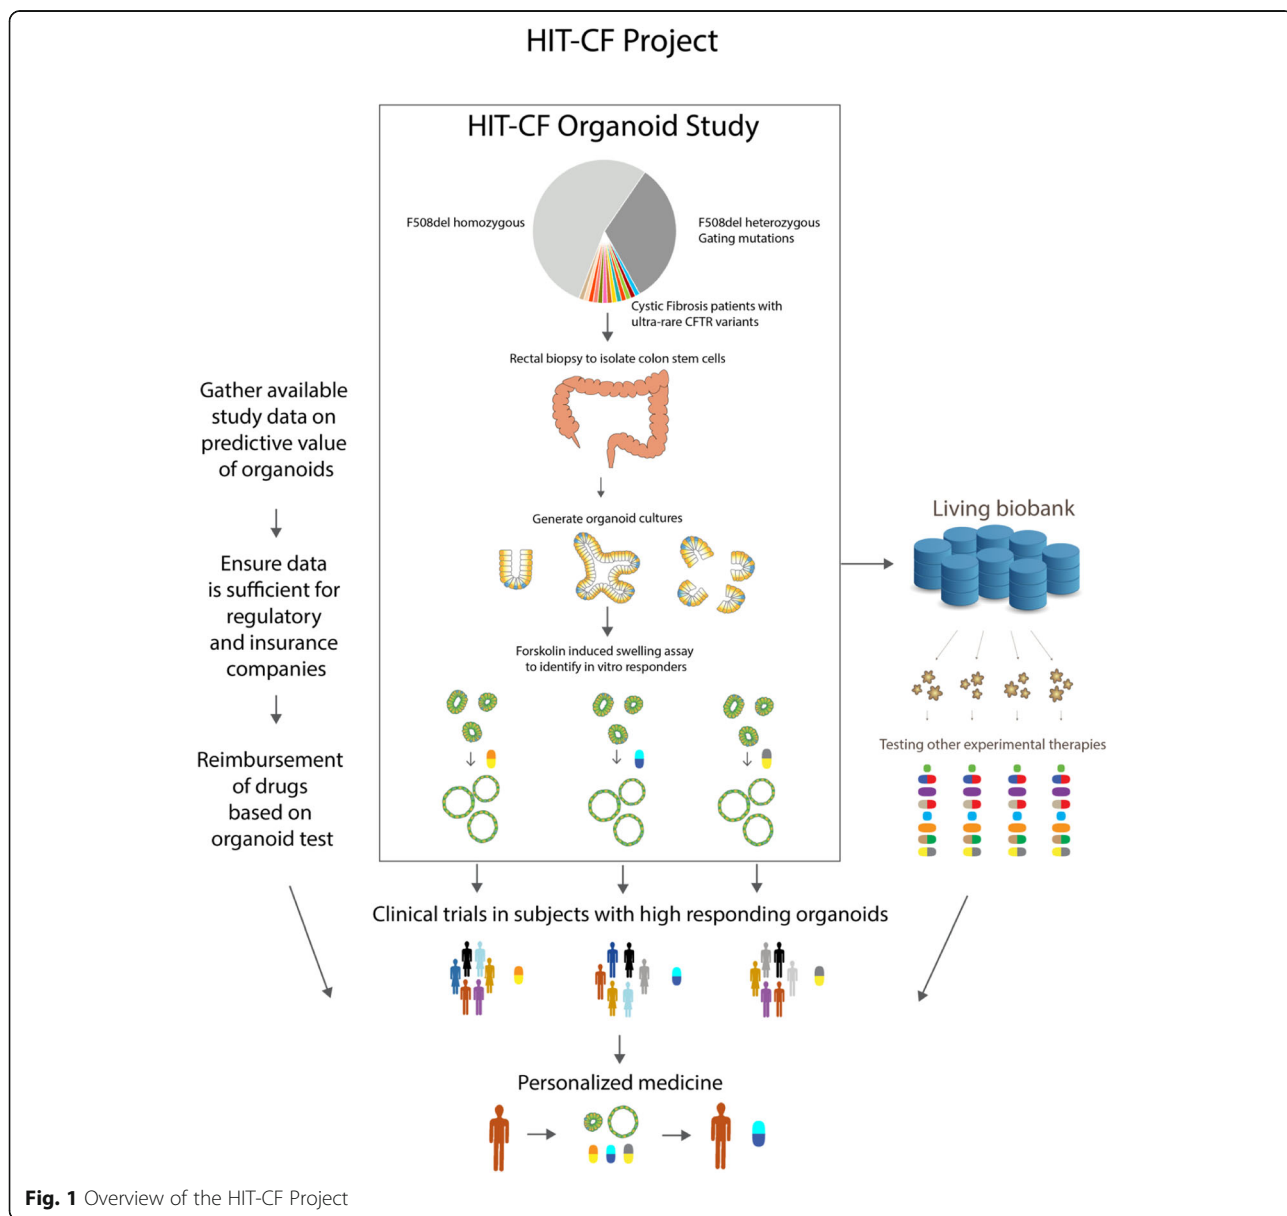 HIT-CF Project
HIT-CF Organoid Study
F508del homozygous
F508del heterozygous
Gating mutations
Cystic Fibrosis patients with
ultra-rare CFTR variants
Rectal biopsy to isolate colon stem cells
Generate organoid cultures
Forskolin induced swelling assay
to identify in vitro responders
Gather available
study data on
predictive value
of organoids
Ensure data
is sufficient for
regulatory
and insurance
companies
Reimbursement
of drugs
based on
organoid test
Living biobank
Testing other experimental therapies
Clinical trials in subjects with high responding organoids
Personalized medicine
Fig. 1 Overview of the HIT-CF Project